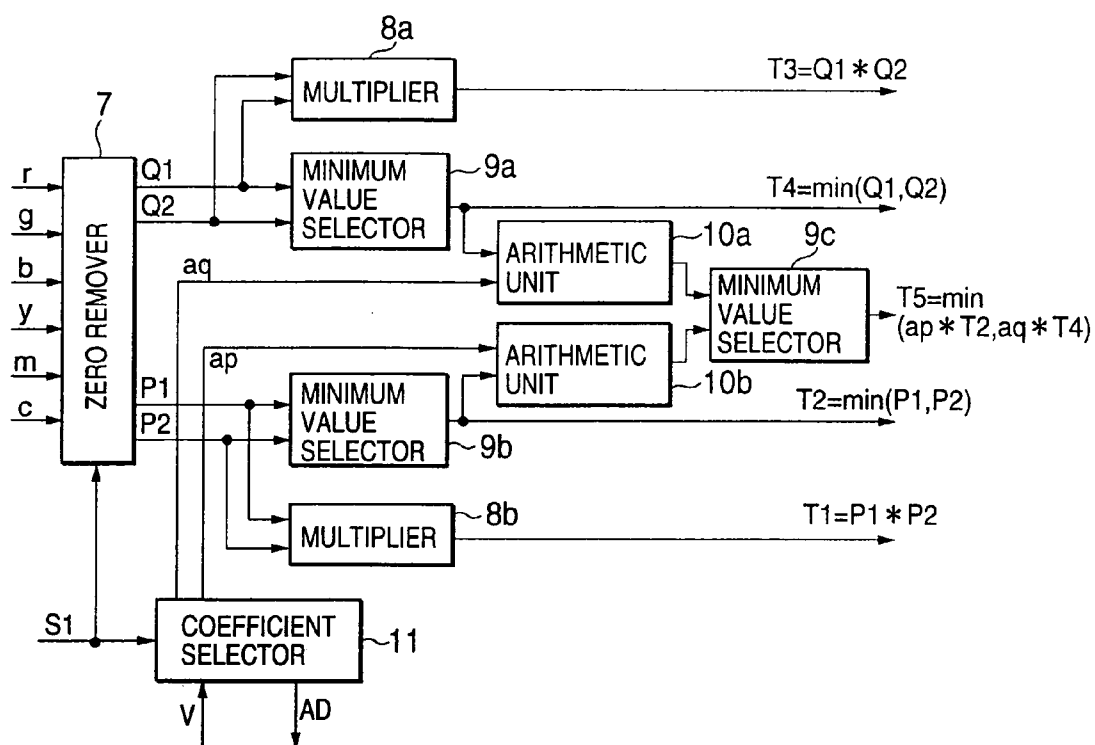 8a
MULTIPLIER
T3=Q1*Q2
7
r
g
b
y
m
c
ZERO REMOVER
Q1
Q2
MINIMUM
VALUE
SELECTOR
9a
T4=min(Q1,Q2)
aq
ARITHMETIC
UNIT
10a
9c
MINIMUM
VALUE
SELECTOR
T5=min
(ap*T2,aq*T4)
ap
ARITHMETIC
UNIT
10b
P1
P2
MINIMUM
VALUE
SELECTOR
9b
T2=min(P1,P2)
MULTIPLIER
8b
T1=P1*P2
S1
COEFFICIENT
SELECTOR
11
V
AD